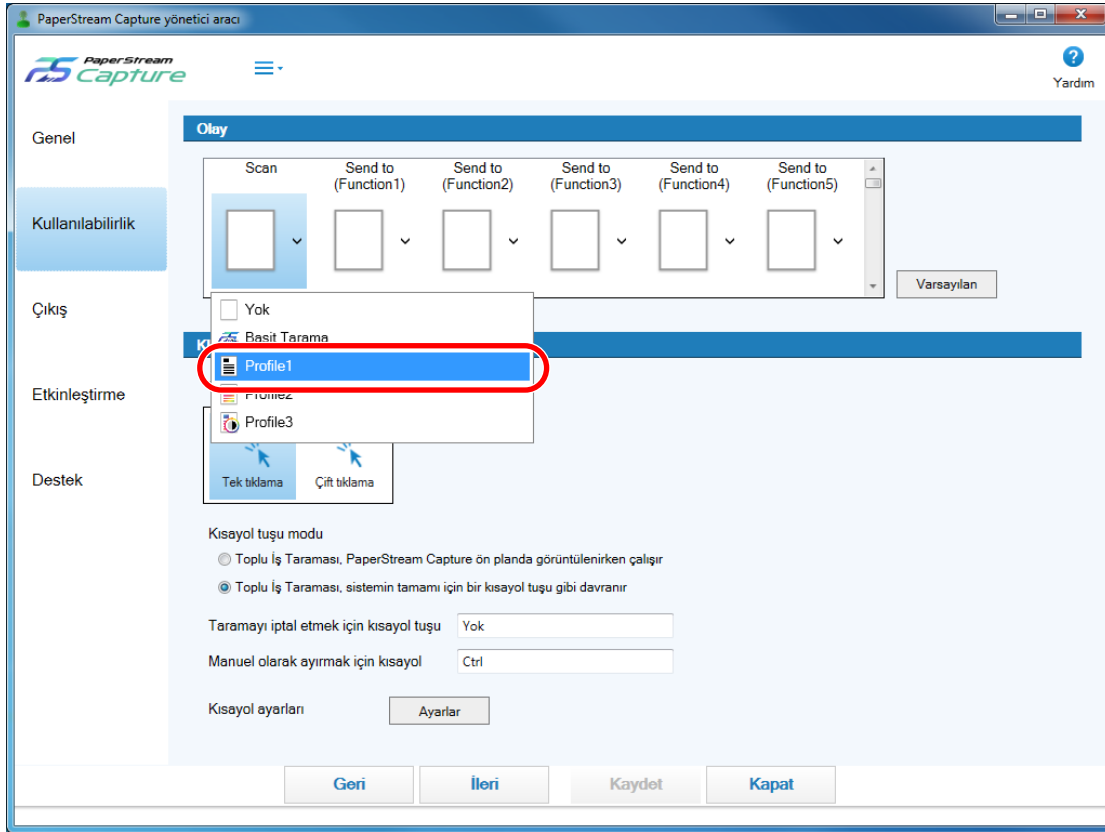 PaperStream Capture yönetici aracı
PaperStream
Capture
Yardım
Genel
Kullanılabilirlik
Çıkış
Etkinleştirme
Destek
Olay
Scan
Send to
(Function1)
Send to
(Function2)
Send to
(Function3)
Send to
(Function4)
Send to
(Function5)
Varsayılan
Yok
Basit Tarama
Profile1
Profile2
Profile3
Tek tıklama
Çift tıklama
Kısayol tuşu modu
Toplu İş Taraması, PaperStream Capture ön planda görüntülenirken çalışır
Toplu İş Taraması, sistemin tamamı için bir kısayol tuşu gibi davranır
Taramayı iptal etmek için kısayol tuşu Yok
Manuel olarak ayırmak için kısayol Ctrl
Kısayol ayarları Ayarlar
Geri İleri Kaydet Kapat